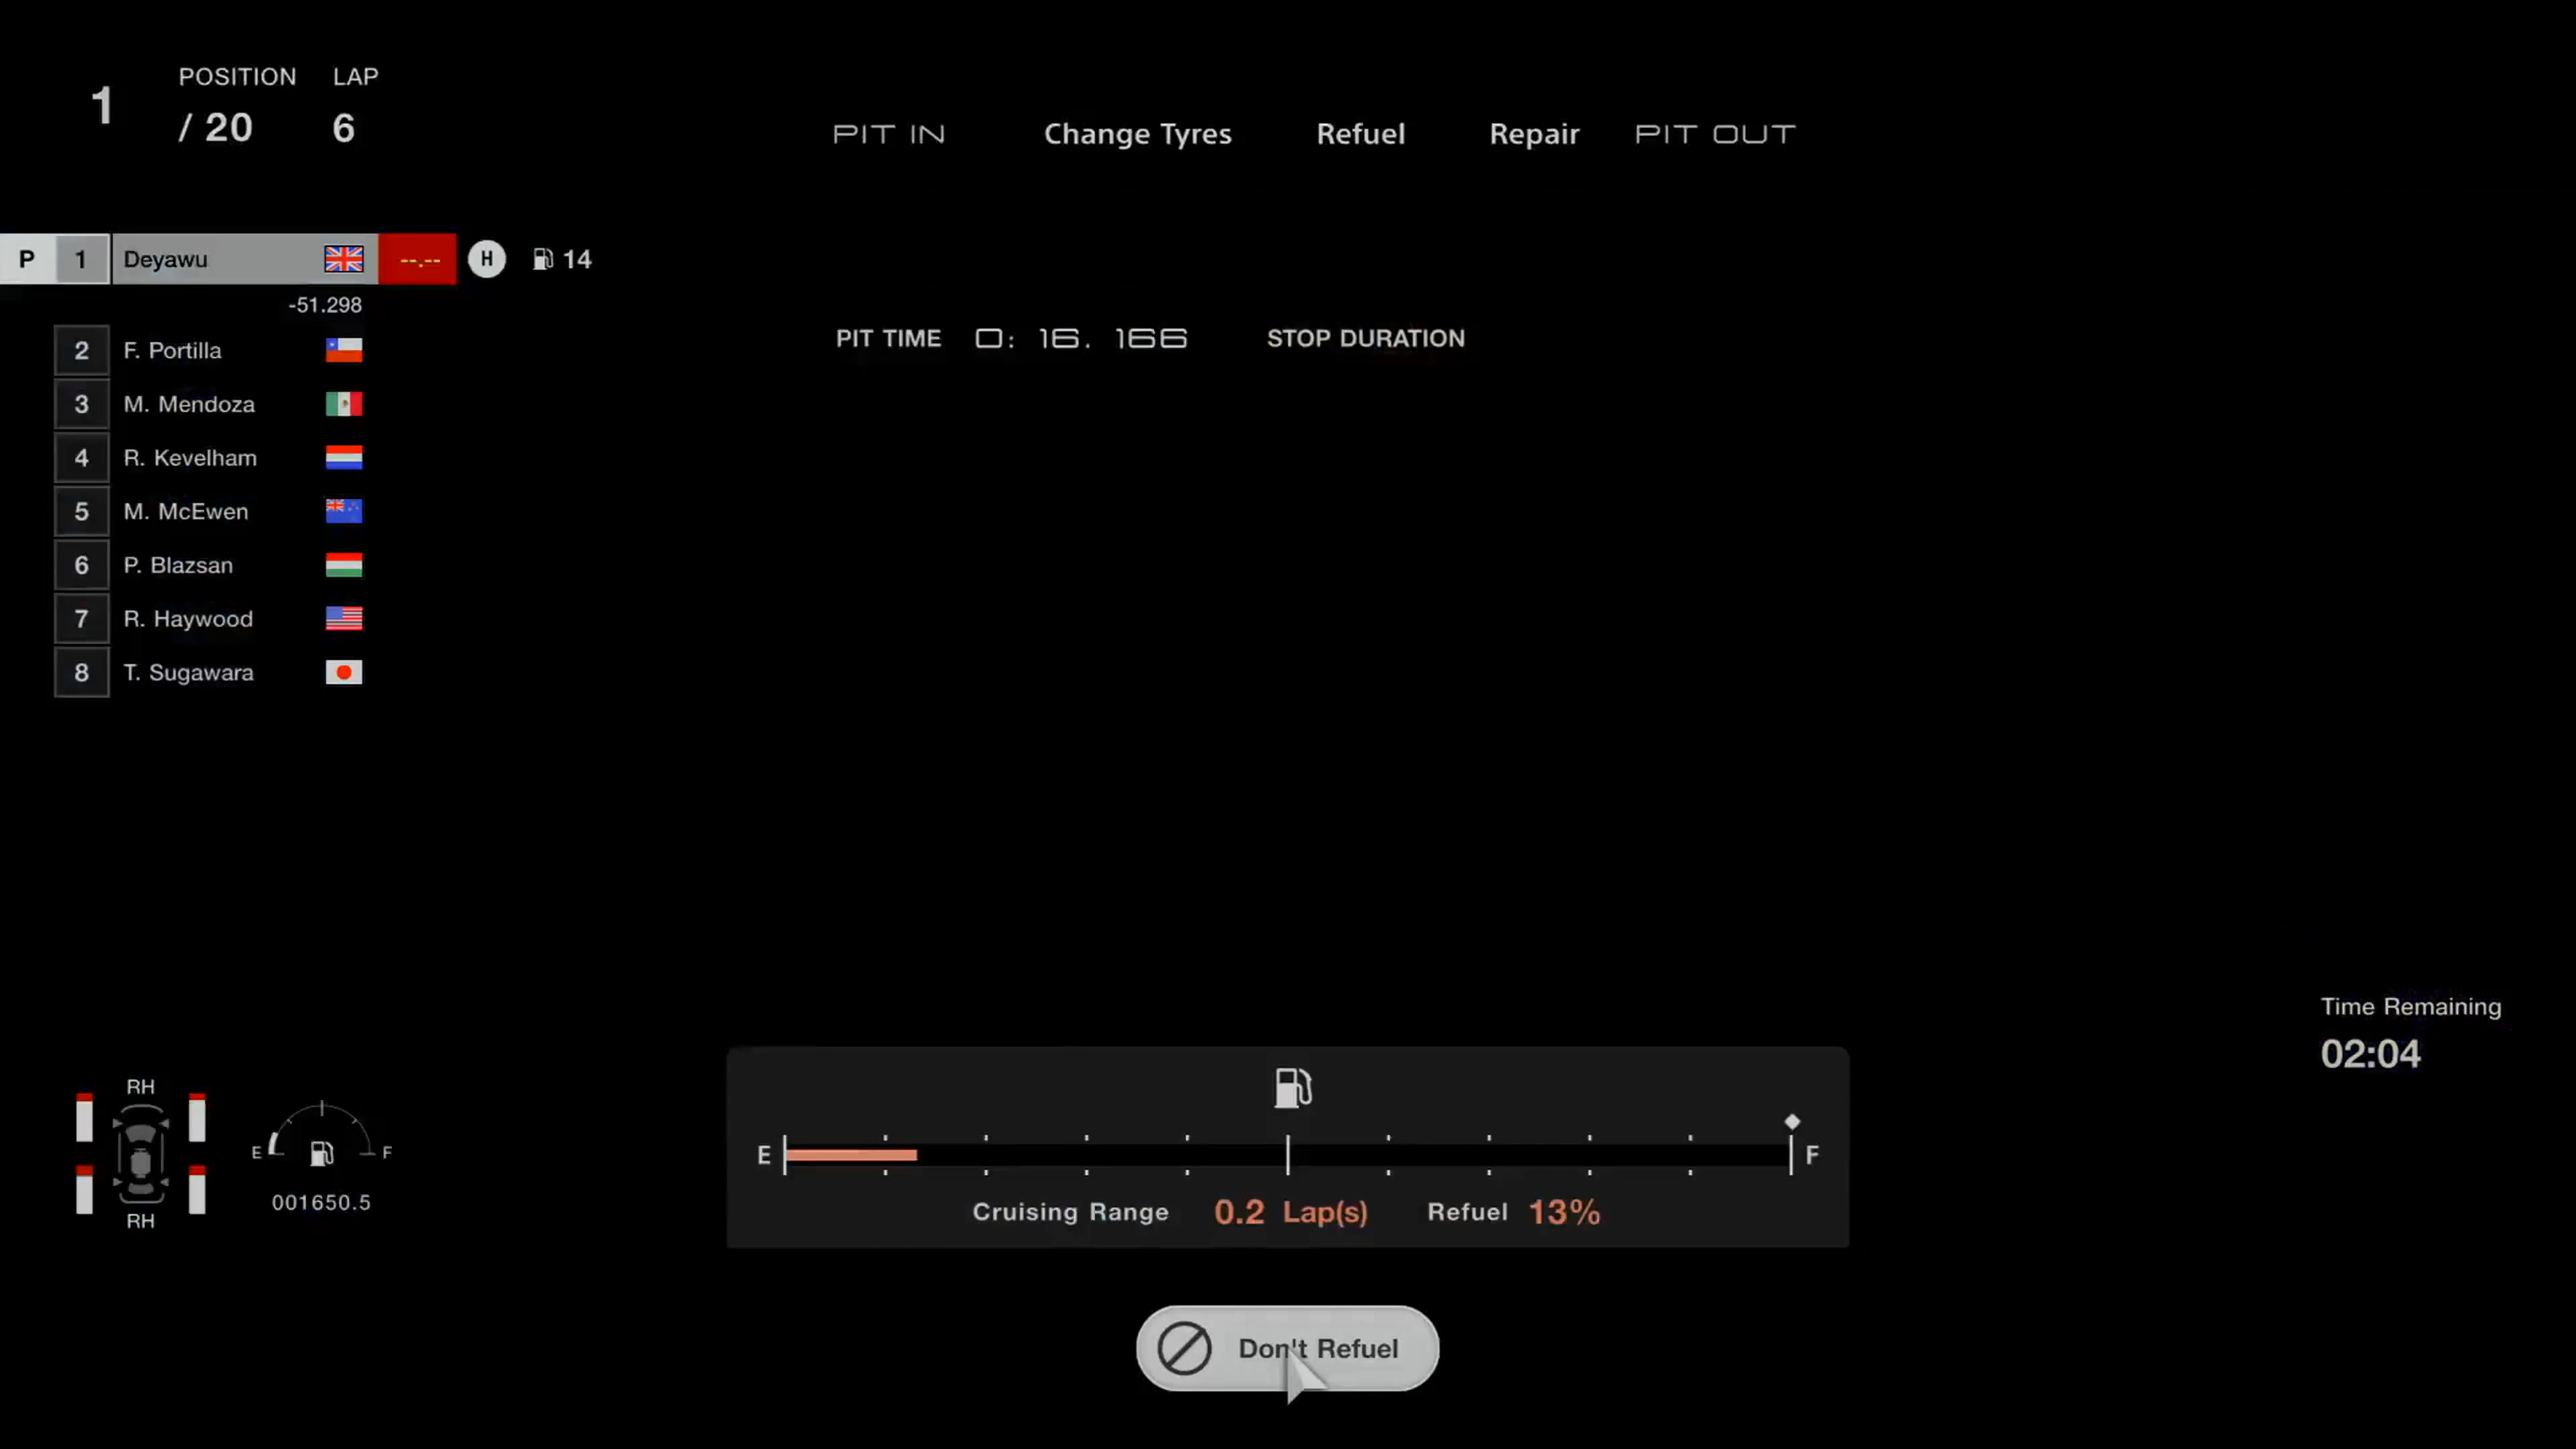 POSITION LAP
1 / 20 6
PIT IN Change Tyres Refuel Repair PIT OUT
P 1 Deyawu --.-- H 14
-51.298
PIT TIME 0: 16. 166 STOP DURATION
2 F. Portilla
3 M. Mendoza
4 R. Kevelham
5 M. McEwen
6 P. Blazsan
7 R. Haywood
8 T. Sugawara
Time Remaining
02:04
RH
E F
001650.5
RH
E F
Cruising Range 0.2 Lap(s) Refuel 13%
Don't Refuel